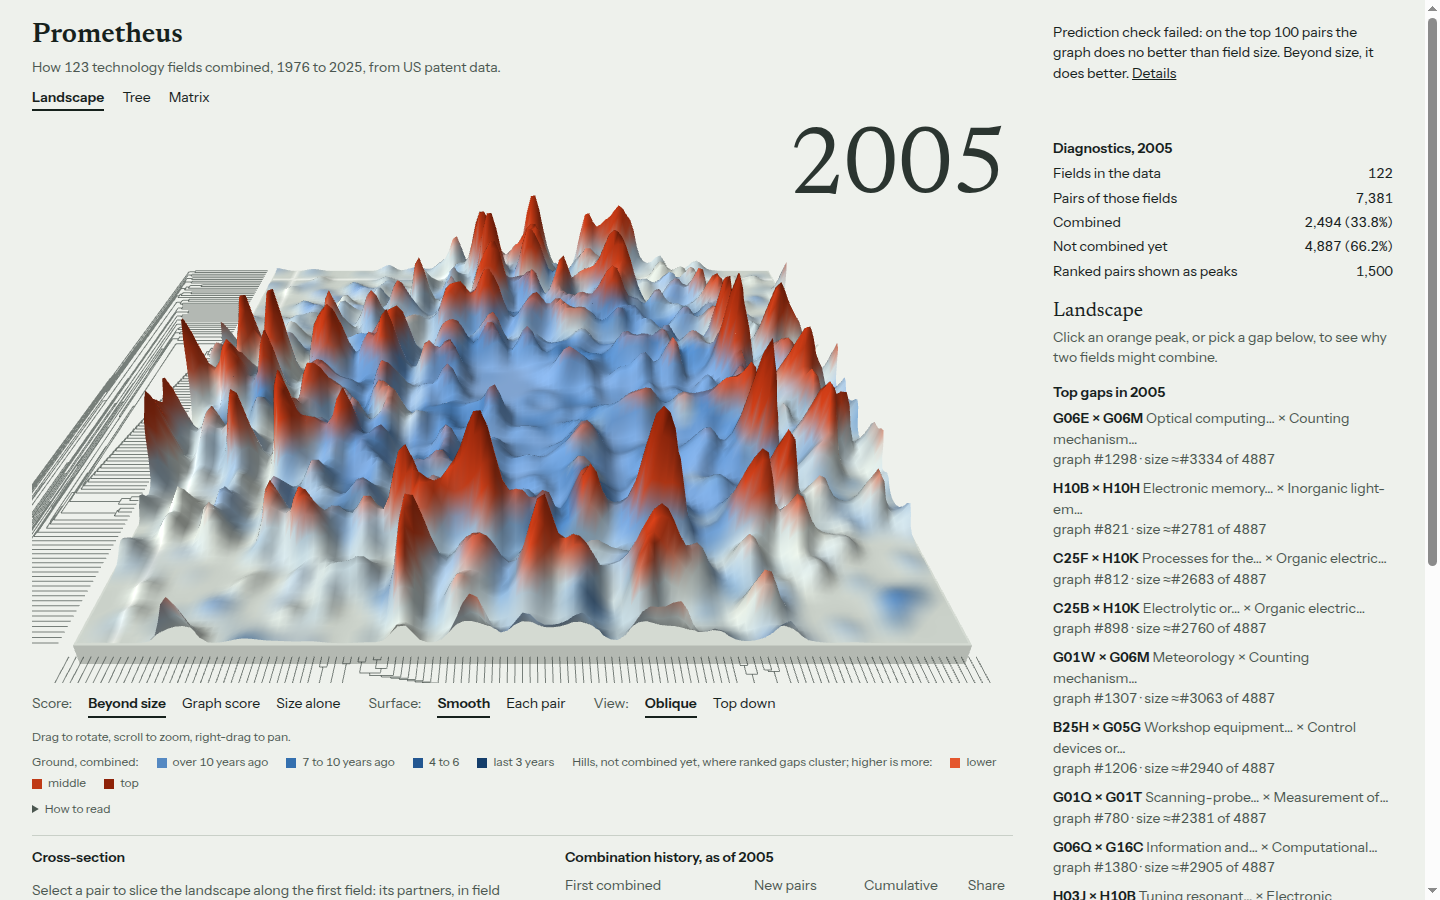 Prometheus
How 123 technology fields combined, 1976 to 2025, from US patent data.
Landscape Tree Matrix
2005
Score: Beyond size Graph score Size alone Surface: Smooth Each pair View: Oblique Top down
Drag to rotate, scroll to zoom, right-drag to pan.
Ground, combined: over 10 years ago 7 to 10 years ago 4 to 6 last 3 years Hills, not combined yet, where ranked gaps cluster; higher is more: lower
middle top
How to read
Cross-section
Select a pair to slice the landscape along the first field: its partners, in field
Combination history, as of 2005
First combined New pairs Cumulative Share
Prediction check failed: on the top 100 pairs the
graph does no better than field size. Beyond size, it
does better. Details
Diagnostics, 2005
Fields in the data 122
Pairs of those fields 7,381
Combined 2,494 (33.8%)
Not combined yet 4,887 (66.2%)
Ranked pairs shown as peaks 1,500
Landscape
Click an orange peak, or pick a gap below, to see why
two fields might combine.
Top gaps in 2005
G06E × G06M Optical computing… × Counting
mechanism…
graph #1298 · size ≈#3334 of 4887
H10B × H10H Electronic memory… × Inorganic light-
em…
graph #821 · size ≈#2781 of 4887
C25F × H10K Processes for the… × Organic electric…
graph #812 · size ≈#2683 of 4887
C25B × H10K Electrolytic or… × Organic electric…
graph #898 · size ≈#2760 of 4887
G01W × G06M Meteorology × Counting
mechanism…
graph #1307 · size ≈#3063 of 4887
B25H × G05G Workshop equipment… × Control
devices or…
graph #1206 · size ≈#2940 of 4887
G01Q × G01T Scanning-probe… × Measurement of…
graph #780 · size ≈#2381 of 4887
G06Q × G16C Information and… × Computational…
graph #1380 · size ≈#2905 of 4887
H03J × H10B Tuning resonant… × Electronic